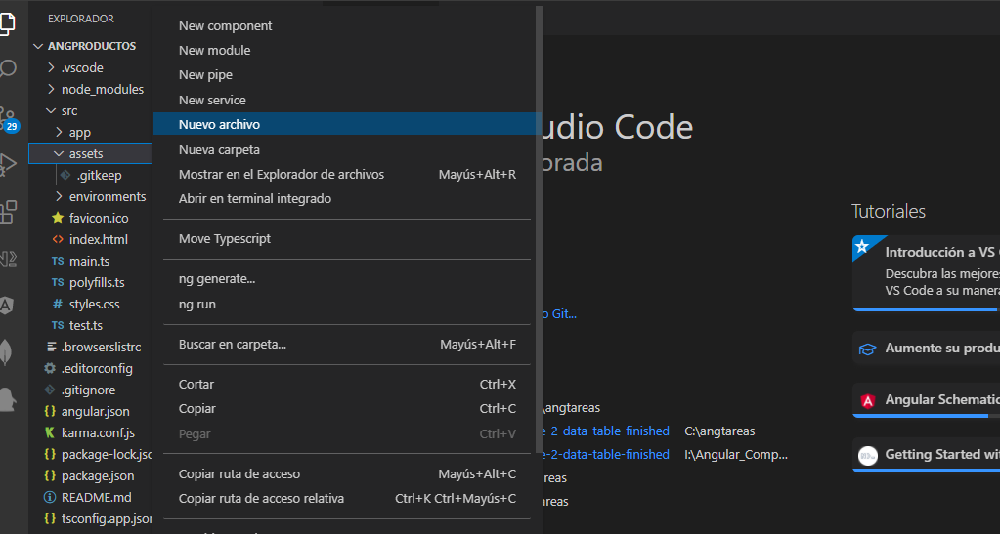 EXPLORADOR
ANGPRODUCTOS
.vscode
node_modules
src
app
assets
.gitkeep
environments
favicon.ico
index.html
main.ts
polyfills.ts
styles.css
test.ts
.browserslistrc
.editorconfig
.gitignore
angular.json
karma.conf.js
package-lock.jsc
package.json
README.md
tsconfig.app.json
29
New component
New module
New pipe
New service
Nuevo archivo
Nueva carpeta
Mostrar en el Explorador de archivos Mayús+Alt+R
Abrir en terminal integrado
Move Typescript
ng generate...
ng run
Buscar en carpeta... Mayús+Alt+F
Cortar Ctrl+X
Copiar Ctrl+C
Pegar Ctrl+V
Copiar ruta de acceso Mayús+Alt+C
Copiar ruta de acceso relativa Ctrl+K Ctrl+Mayús+C
udio Code
orada
o Git...
\angtareas
e-2-data-table-finished C:\angtareas
e-2-data-table-finished I:\Angular_Comp...
areas
areas
Tutoriales
Introducción a VS C
Descubra las mejores
VS Code a su manera
Aumente su produ
Angular Schematic
Getting Started wit